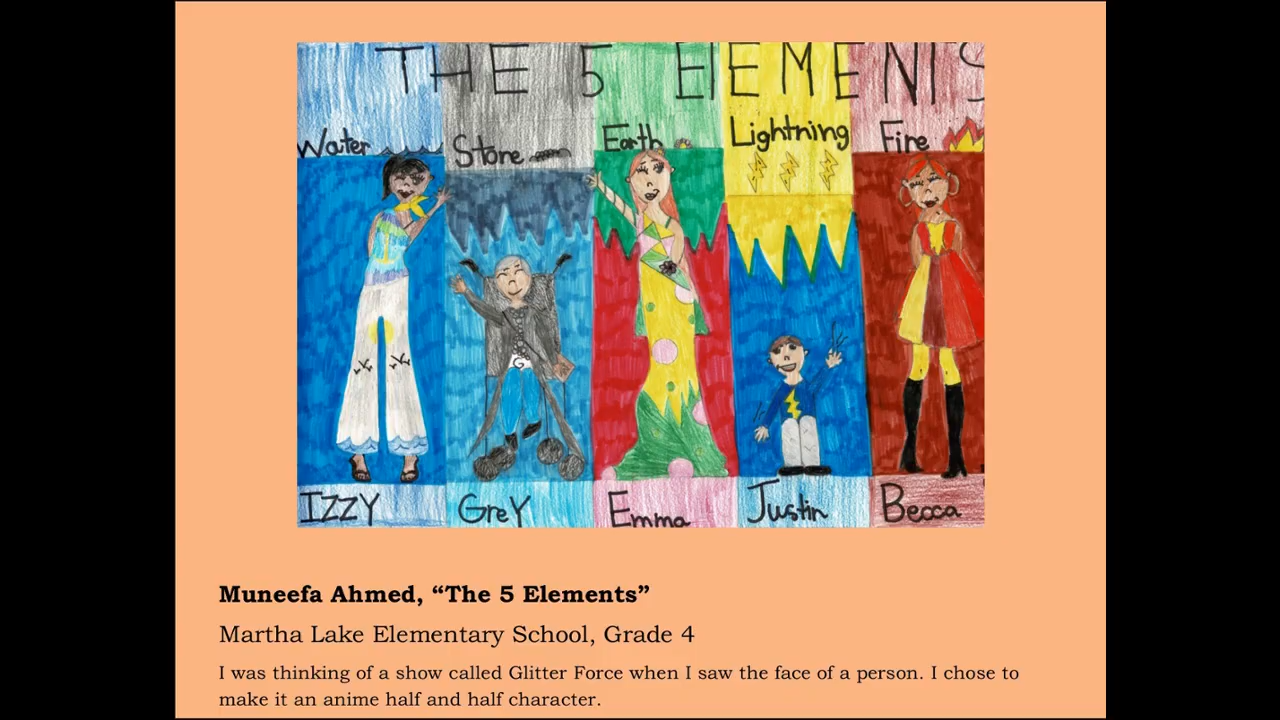 THE 5 ElEMENTS
Water
Stone
Earth
Lightning
Fire
G
IZZY
GreY
Emma
Justin
Becca
Muneefa Ahmed, “The 5 Elements”
Martha Lake Elementary School, Grade 4
I was thinking of a show called Glitter Force when I saw the face of a person. I chose to
make it an anime half and half character.